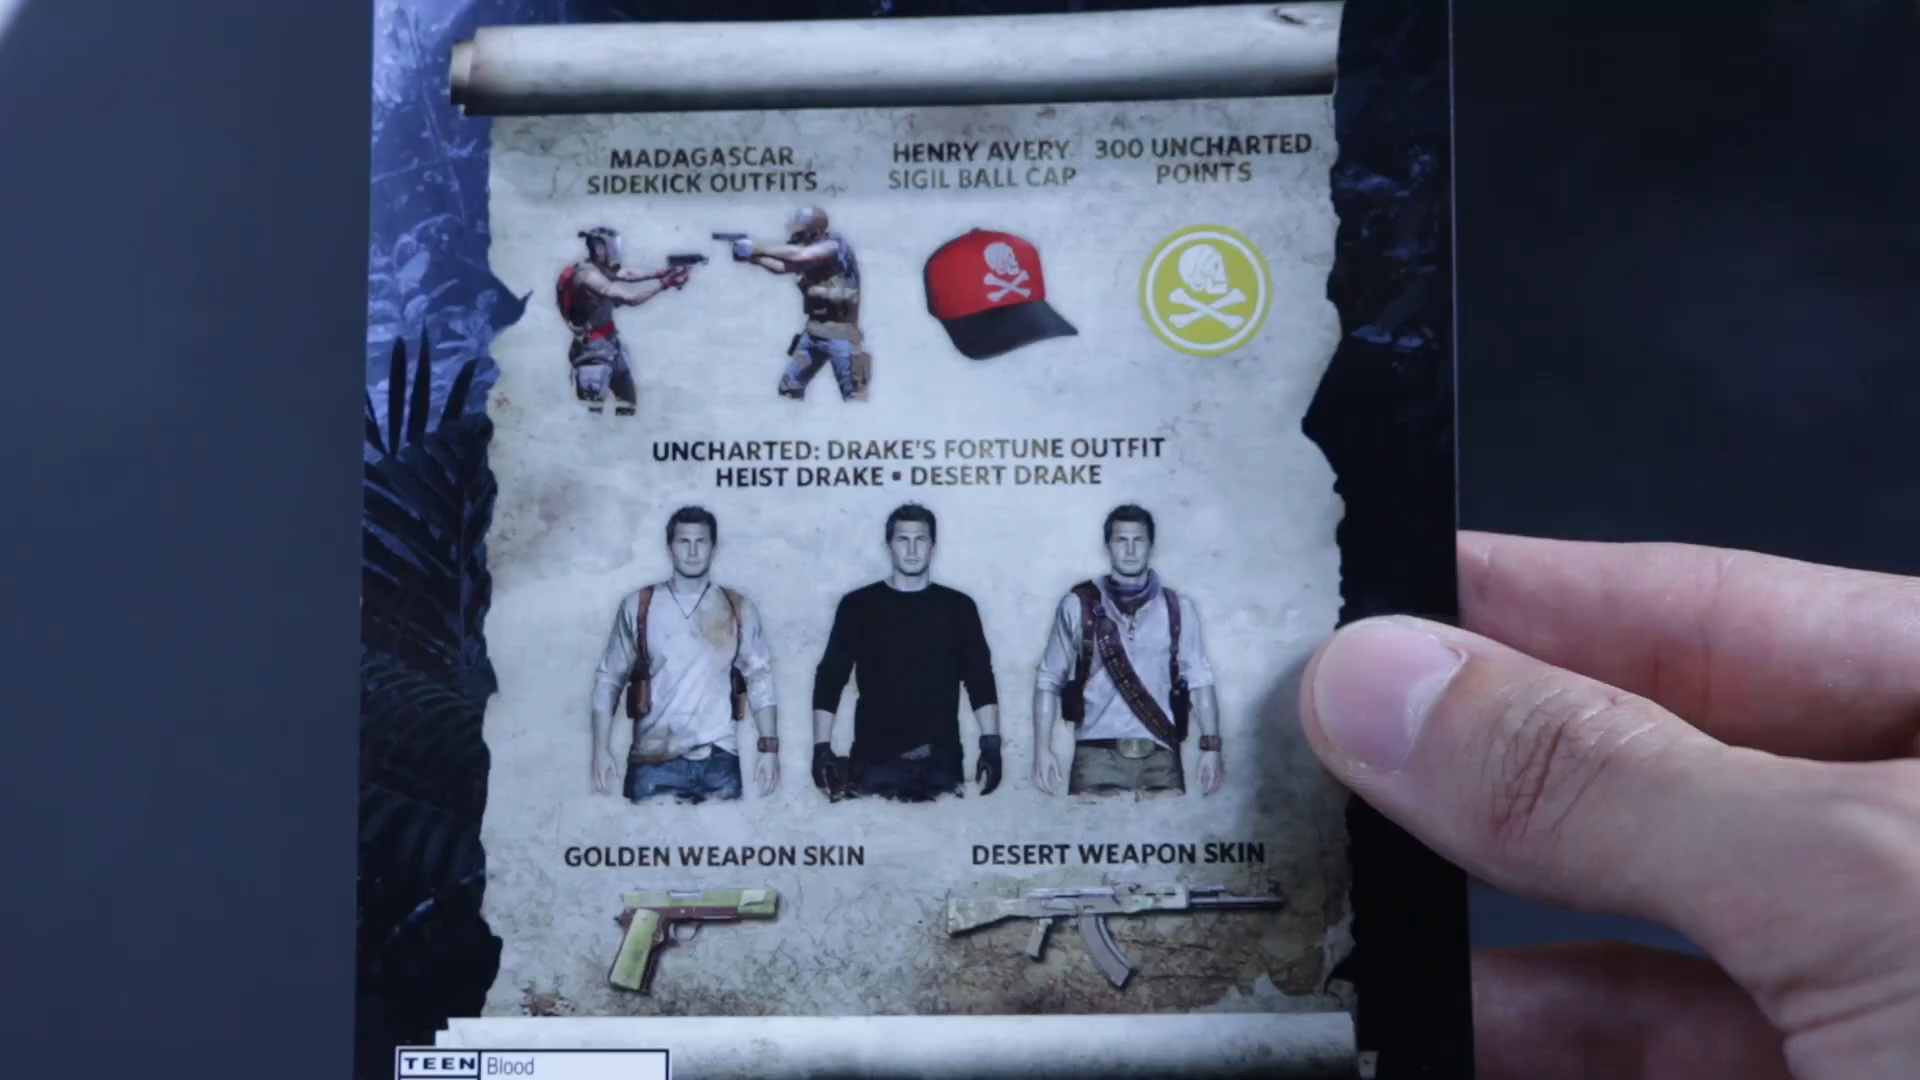 MADAGASCAR
SIDEKICK OUTFITS
HENRY AVERY
SIGIL BALL CAP
300 UNCHARTED
POINTS
UNCHARTED: DRAKE'S FORTUNE OUTFIT
HEIST DRAKE • DESERT DRAKE
GOLDEN WEAPON SKIN
DESERT WEAPON SKIN
TEEN
Blood